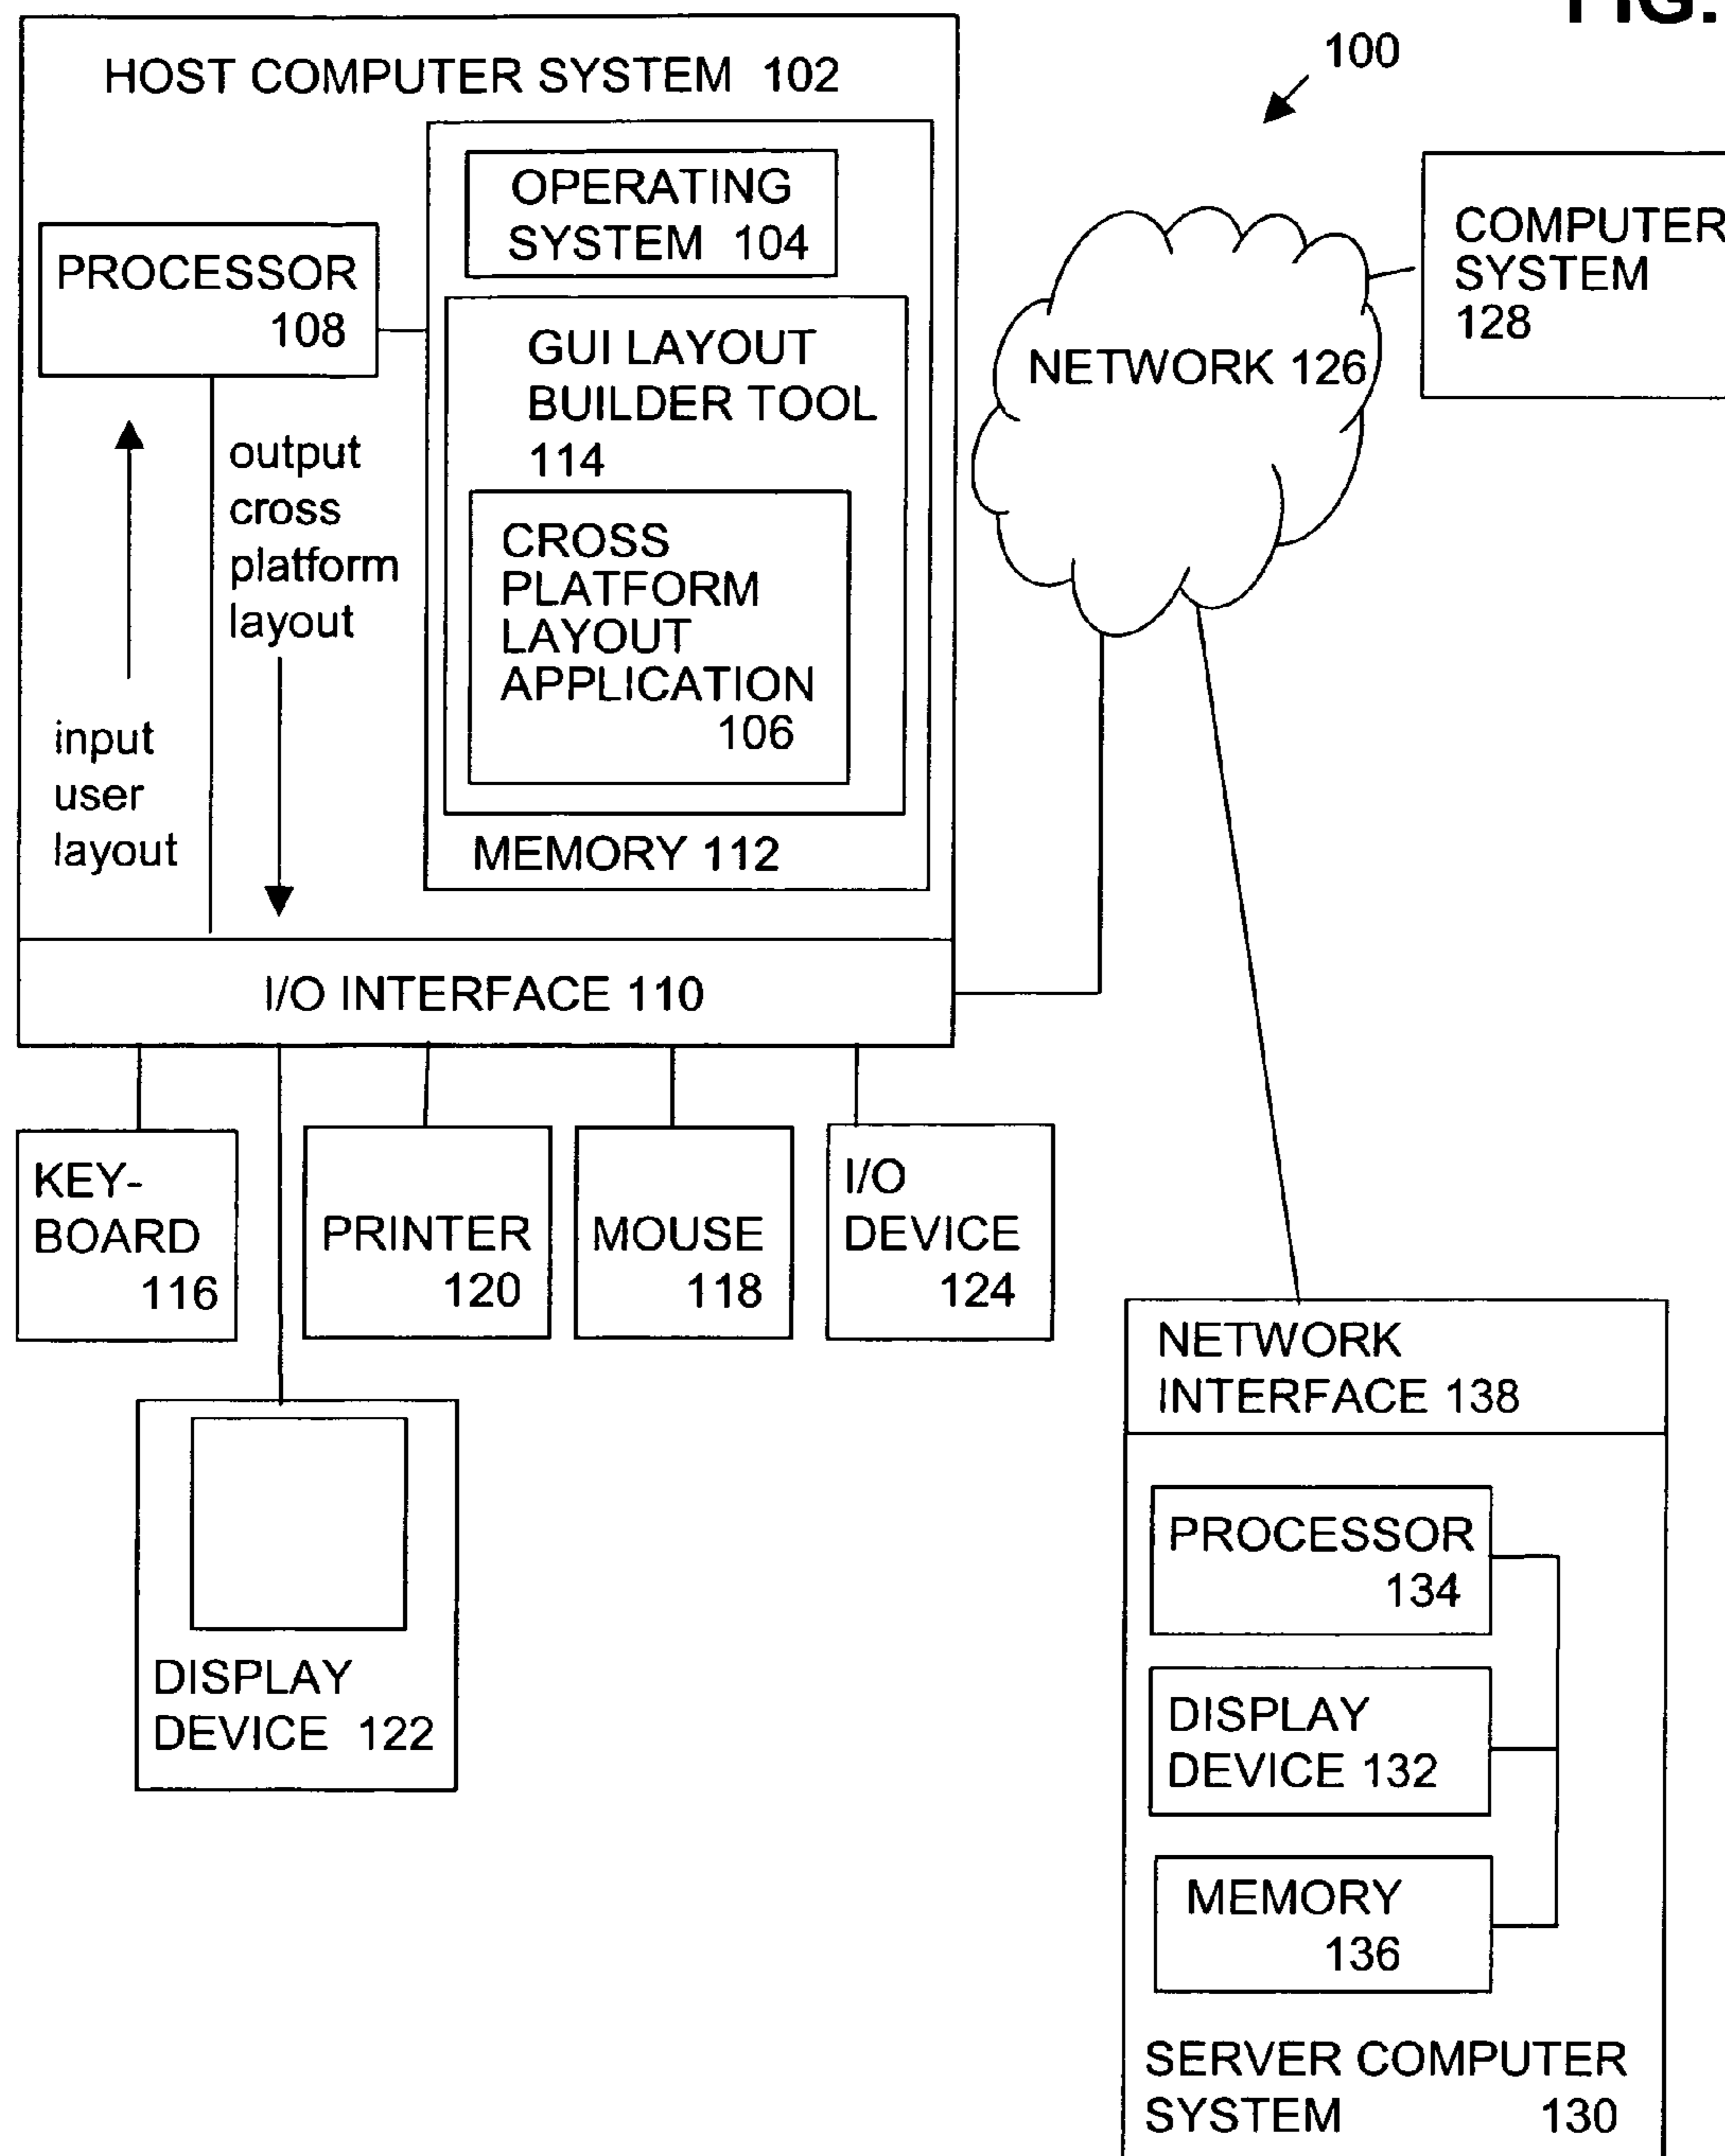 FIG.
100
HOST COMPUTER SYSTEM 102
OPERATING
SYSTEM 104
PROCESSOR
108
GUI LAYOUT
BUILDER TOOL
114
CROSS
PLATFORM
LAYOUT
APPLICATION
106
MEMORY 112
output
cross
platform
layout
input
user
layout
I/O INTERFACE 110
NETWORK 126
COMPUTER
SYSTEM
128
KEY-
BOARD
116
PRINTER
120
MOUSE
118
I/O
DEVICE
124
DISPLAY
DEVICE 122
NETWORK
INTERFACE 138
PROCESSOR
134
DISPLAY
DEVICE 132
MEMORY
136
SERVER COMPUTER
SYSTEM 130